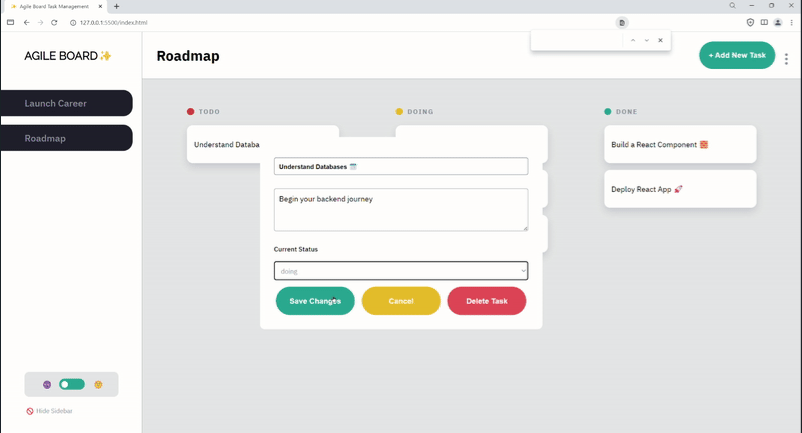 Agile Board Task Management
127.0.0.1:5500/index.html
AGILE BOARD✨
Roadmap
+ Add New Task
Launch Career
Roadmap
TODO
DOING
DONE
Understand Databa
Build a React Component 🧱
Deploy React App 🚀
Understand Databases
Begin your backend journey
Current Status
doing
Save Changes
Cancel
Delete Task
Hide Sidebar